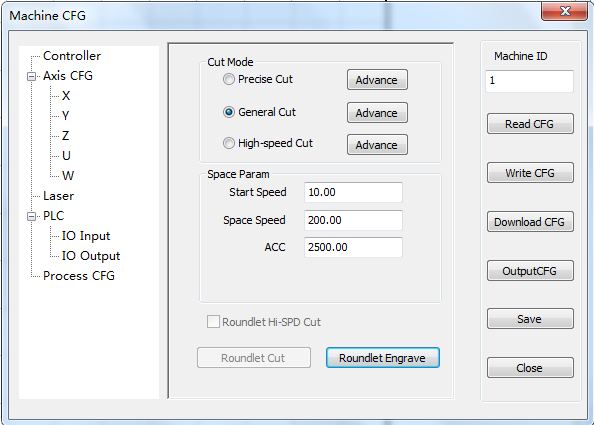 Machine CFG
Controller
Axis CFG
X
Y
Z
U
W
Laser
PLC
IO Input
IO Output
Process CFG
Cut Mode
Precise Cut
Advance
General Cut
Advance
High-speed Cut
Advance
Space Param
Start Speed
10.00
Space Speed
200.00
ACC
2500.00
Roundlet Hi-SPD Cut
Roundlet Cut
Roundlet Engrave
Machine ID
1
Read CFG
Write CFG
Download CFG
OutputCFG
Save
Close